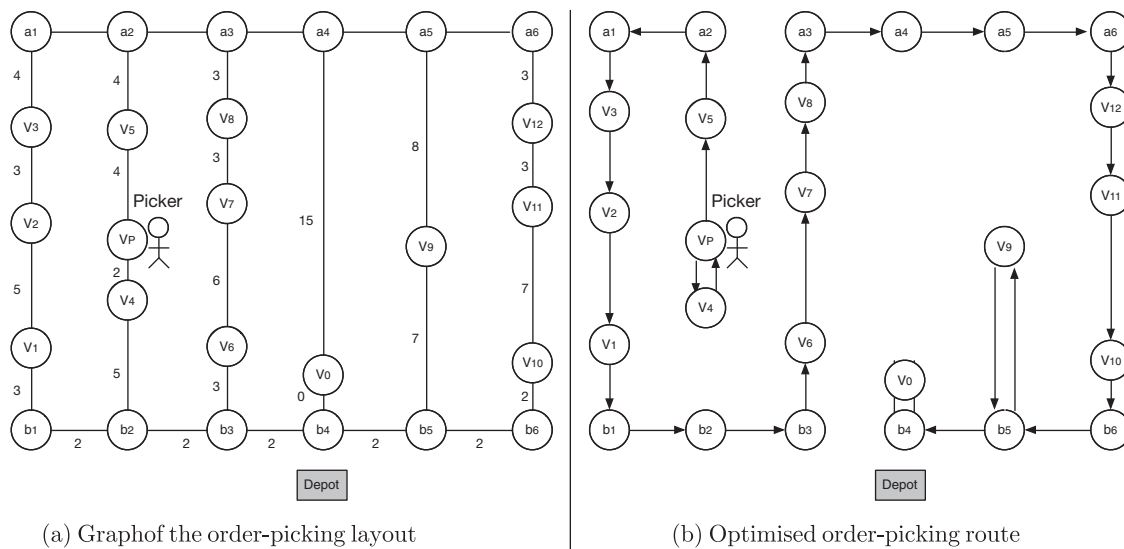 a1 a2 a3 a4 a5 a6
4 4 3 3
V3 V5 V8 V12
3 4 3 15 8 3
V2 VP Picker V7 V9 V11
5 2 6 7 7
V4
V1 V6 V0 V10
3 5 3 0 2
b1 b2 b3 b4 b5 b6
2 2 2 2 2
Depot
(a) Graphof the order-picking layout
a1 a2 a3 a4 a5 a6
V3 V5 V8 V12
V2 VP Picker V7 V9 V11
V4
V1 V6 V0 V10
b1 b2 b3 b4 b5 b6
Depot
(b) Optimised order-picking route